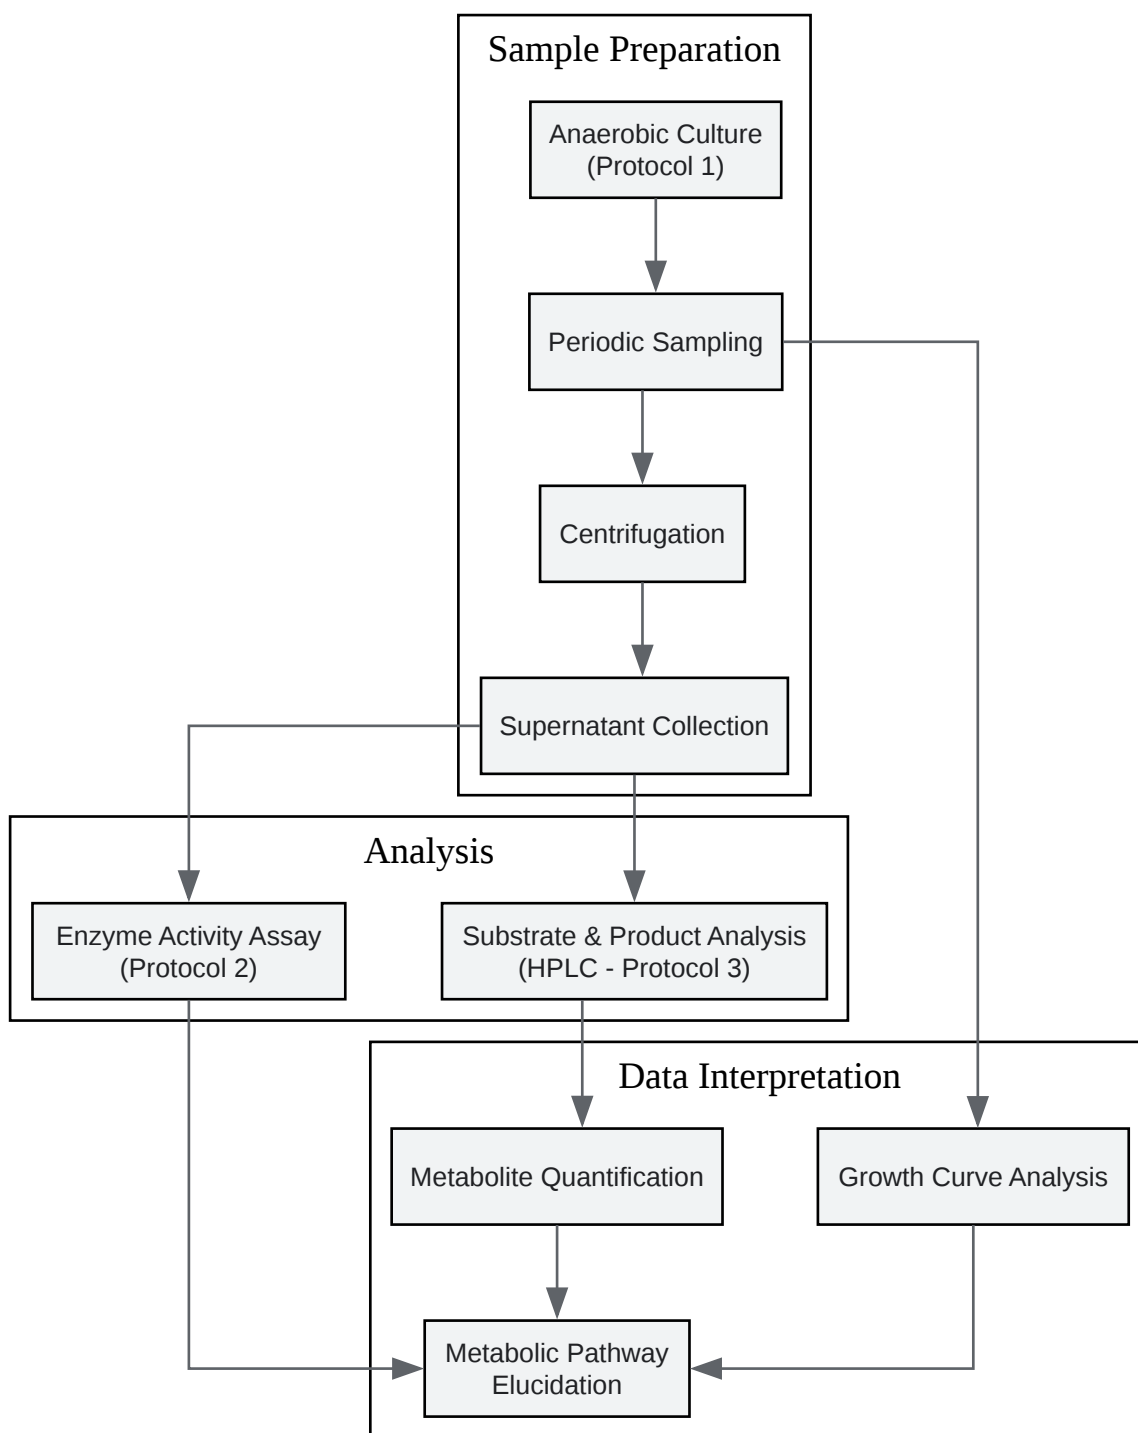 Sample Preparation
Anaerobic Culture
(Protocol 1)
Periodic Sampling
Centrifugation
Supernatant Collection
Analysis
Enzyme Activity Assay
(Protocol 2)
Substrate & Product Analysis
(HPLC - Protocol 3)
Data Interpretation
Metabolite Quantification
Growth Curve Analysis
Metabolic Pathway
Elucidation